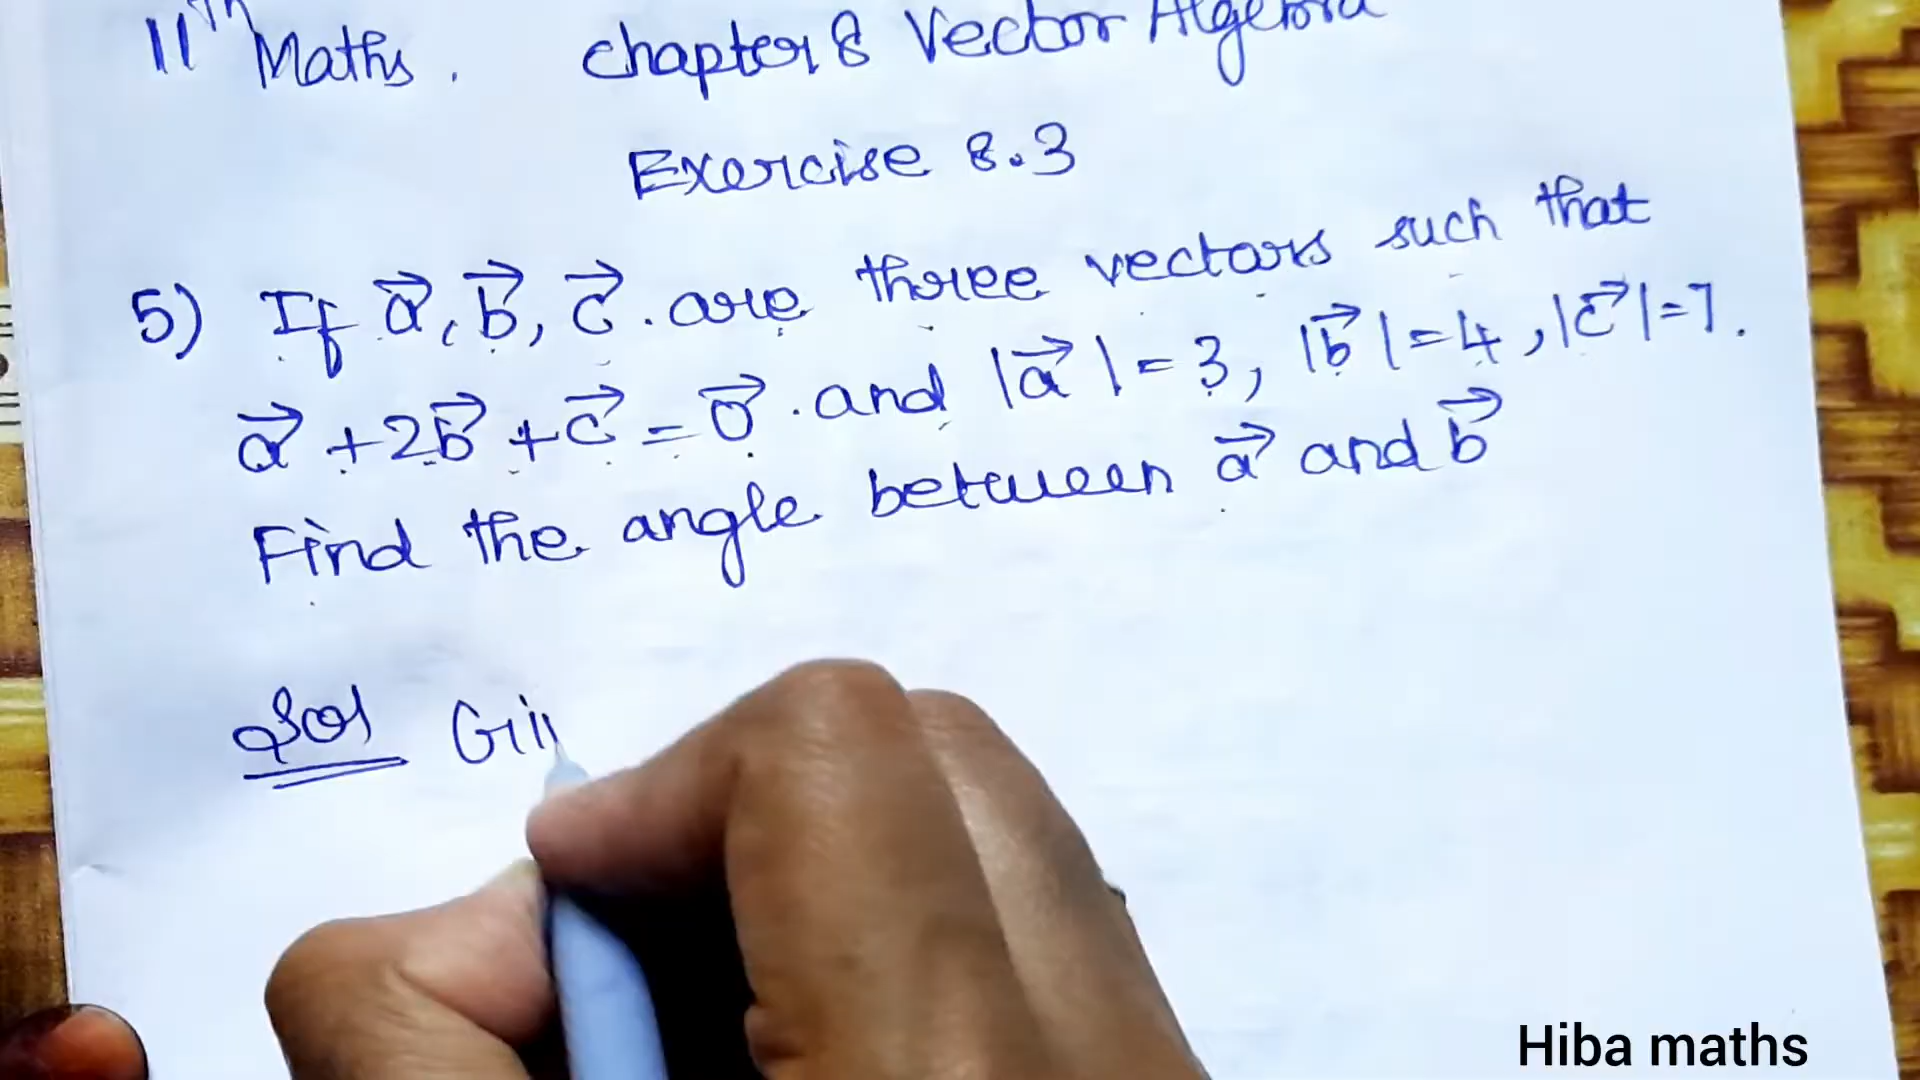 11th Maths. Chapter 8 Vector Algebra
Exercise 8.3
5) If a⃗, b⃗, c⃗. are three vectors such that
a⃗ + 2b⃗ + c⃗ = 0⃗. and |a⃗| = 3, |b⃗| = 4, |c⃗| = 7.
Find the angle between a⃗ and b⃗
Sol Giv
Hiba maths